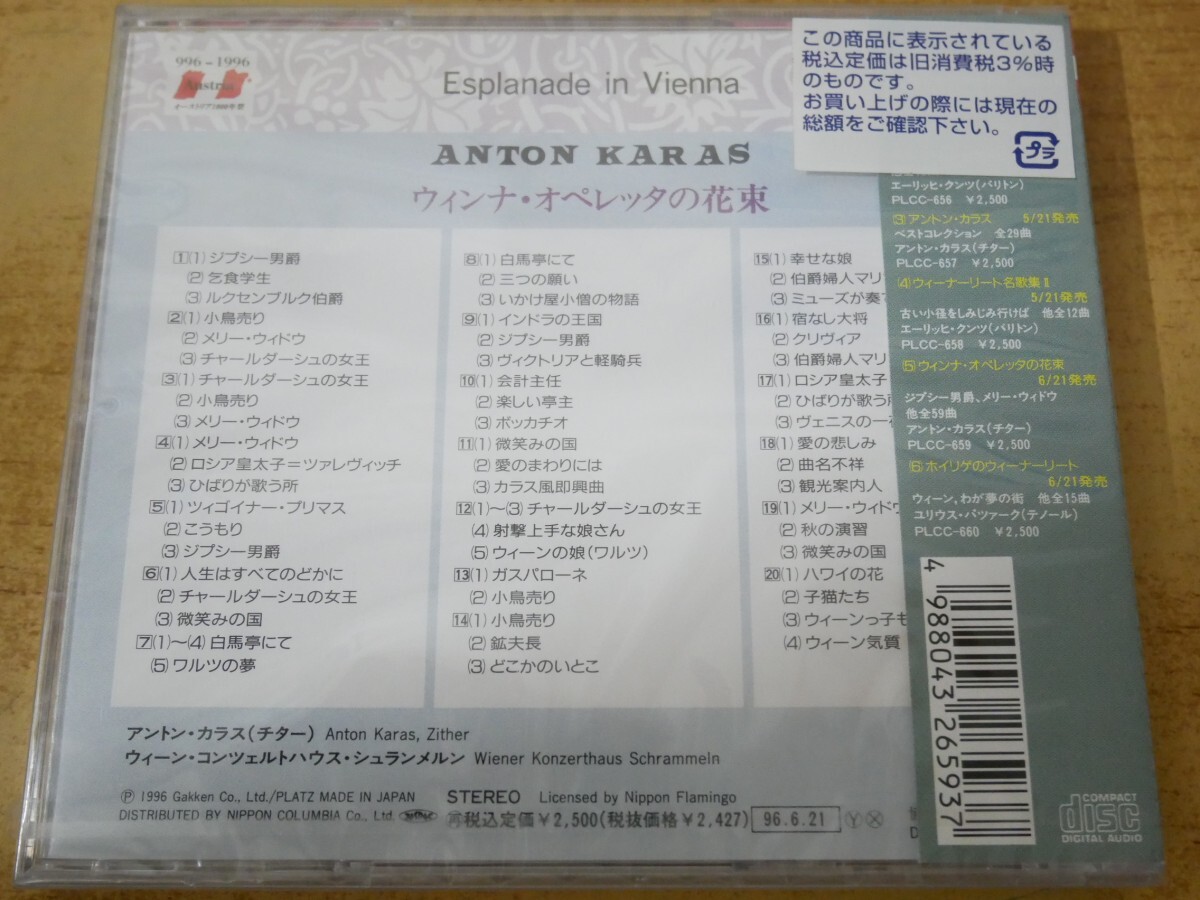 996-1996
Austria
オーストリア1000年祭
Esplanade in Vienna
ANTON KARAS
ウィンナ・オペレッタの花束
1(1) ジプシー男爵
(2) 乞食学生
(3) ルクセンブルク伯爵
2(1) 小鳥売り
(2) メリー・ウィドウ
(3) チャールダーシュの女王
3(1) チャールダーシュの女王
(2) 小鳥売り
(3) メリー・ウィドウ
4(1) メリー・ウィドウ
(2) ロシア皇太子=ツァレヴィッチ
(3) ひばりが歌う所
5(1) ツィゴイナー・プリマス
(2) こうもり
(3) ジプシー男爵
6(1) 人生はすべてのどかに
(2) チャールダーシュの女王
(3) 微笑みの国
7(1)〜(4) 白馬亭にて
(5) ワルツの夢
8(1) 白馬亭にて
(2) 三つの願い
(3) いかけ屋小僧の物語
9(1) インドラの王国
(2) ジプシー男爵
(3) ヴィクトリアと軽騎兵
10(1) 会計主任
(2) 楽しい亭主
(3) ボッカチオ
11(1) 微笑みの国
(2) 愛のまわりには
(3) カラス風即興曲
12(1)〜(3) チャールダーシュの女王
(4) 射撃上手な娘さん
(5) ウィーンの娘(ワルツ)
13(1) ガスパローネ
(2) 小鳥売り
14(1) 小鳥売り
(2) 鉱夫長
(3) どこかのいとこ
15(1) 幸せな娘
(2) 伯爵婦人マリ
(3) ミューズが奏で
16(1) 宿なし大将
(2) クリヴィア
(3) 伯爵婦人マリ
17(1) ロシア皇太子
(2) ひばりが歌う所
(3) ヴェニスの一夜
18(1) 愛の悲しみ
(2) 曲名不祥
(3) 観光案内人
19(1) メリー・ウィドウ
(2) 秋の演習
(3) 微笑みの国
20(1) ハワイの花
(2) 子猫たち
(3) ウィーンっ子も
(4) ウィーン気質
アントン・カラス(チター) Anton Karas, Zither
ウィーン・コンツェルトハウス・シュランメルン Wiener Konzerthaus Schrammeln
Ⓟ 1996 Gakken Co., Ltd./PLATZ MADE IN JAPAN STEREO Licensed by Nippon Flamingo
DISTRIBUTED BY NIPPON COLUMBIA Co., Ltd. 再税込定価¥2,500(税抜価格¥2,427) 96.6.21 Ⓨ Ⓧ
この商品に表示されている
税込定価は旧消費税3%時
のものです。
お買い上げの際には現在の
総額をご確認下さい。
プラ
エーリッヒ・クンツ(バリトン)
PLCC-656 ¥2,500
③アントン・カラス 5/21発売
ベストコレクション 全29曲
アントン・カラス(チター)
PLCC-657 ¥2,500
④ウィーナーリート名歌集II
5/21発売
古い小径をしみじみ行けば 他全12曲
エーリッヒ・クンツ(バリトン)
PLCC-658 ¥2,500
⑤ウィンナ・オペレッタの花束
6/21発売
ジプシー男爵、メリー・ウィドウ
他全59曲
アントン・カラス(チター)
PLCC-659 ¥2,500
⑥ホイリゲのウィーナーリート
6/21発売
ウィーン、わが夢の街 他全15曲
ユリウス・パツァーク(テノール)
PLCC-660 ¥2,500
4 988043 265937
COMPACT
disc
DIGITAL AUDIO